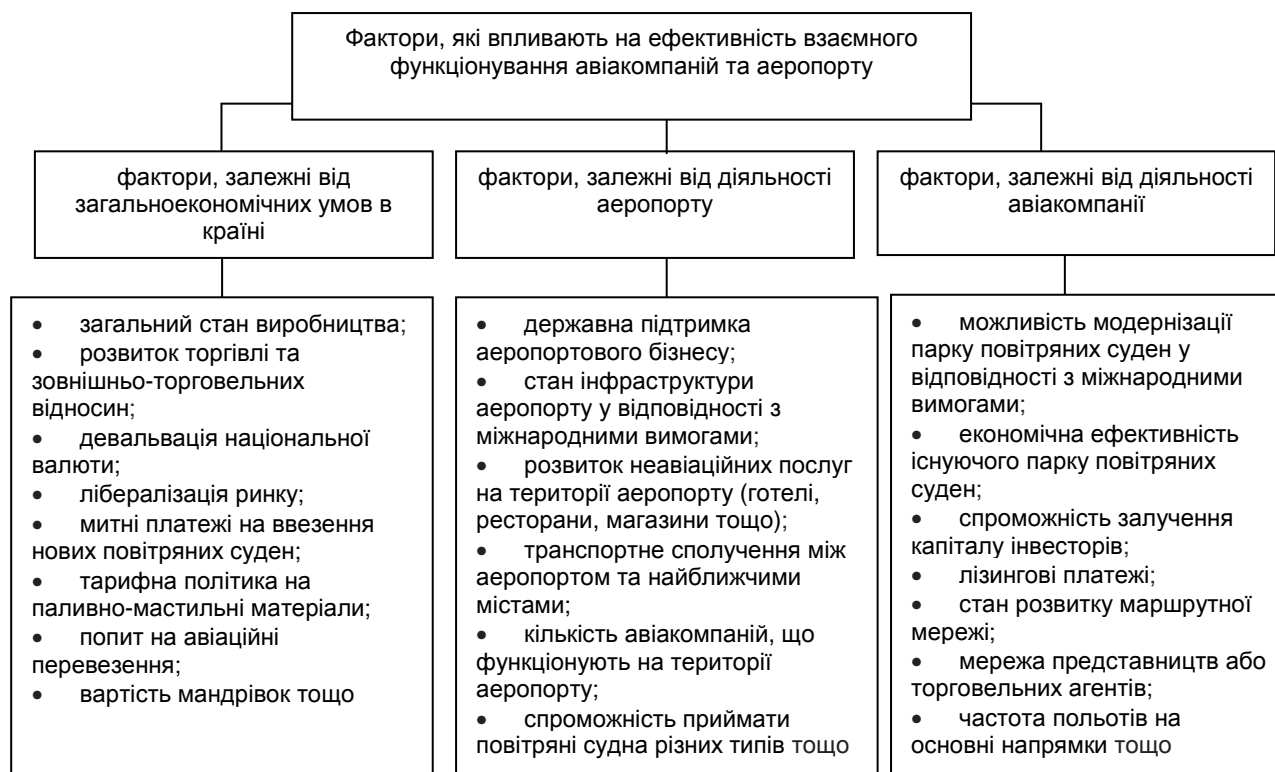 Фактори, які впливають на ефективність взаємного
функціонування авіакомпаній та аеропорту
фактори, залежні від
загальноекономічних умов в
країні
фактори, залежні від діяльності
аеропорту
фактори, залежні від діяльності
авіакомпанії
• загальний стан виробництва;
• розвиток торгівлі та
зовнішньо-торговельних
відносин;
• девальвація національної
валюти;
• лібералізація ринку;
• митні платежі на ввезення
нових повітряних суден;
• тарифна політика на
паливно-мастильні матеріали;
• попит на авіаційні
перевезення;
• вартість мандрівок тощо
• державна підтримка
аеропортового бізнесу;
• стан інфраструктури
аеропорту у відповідності з
міжнародними вимогами;
• розвиток неавіаційних послуг
на території аеропорту (готелі,
ресторани, магазини тощо);
• транспортне сполучення між
аеропортом та найближчими
містами;
• кількість авіакомпаній, що
функціонують на території
аеропорту;
• спроможність приймати
повітряні судна різних типів тощо
• можливість модернізації
парку повітряних суден у
відповідності з міжнародними
вимогами;
• економічна ефективність
існуючого парку повітряних
суден;
• спроможність залучення
капіталу інвесторів;
• лізингові платежі;
• стан розвитку маршрутної
мережі;
• мережа представництв або
торговельних агентів;
• частота польотів на
основні напрямки тощо